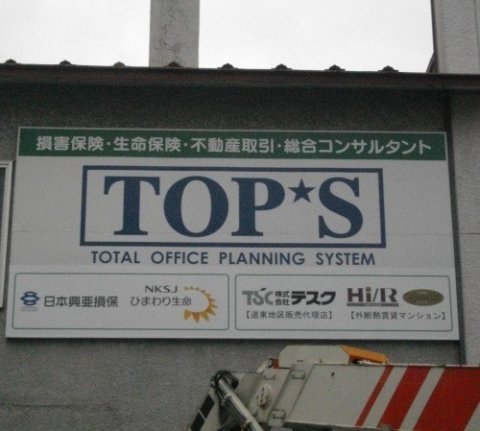 損害保険・生命保険・不動産取引・総合コンサルタント
TOP★S
TOTAL OFFICE PLANNING SYSTEM
日本興亜損保
NKSJ
ひまわり生命
TSC 株式会社 テスク
【道東地区販売代理店】
Hi/R
【外断熱賃貸マンション】